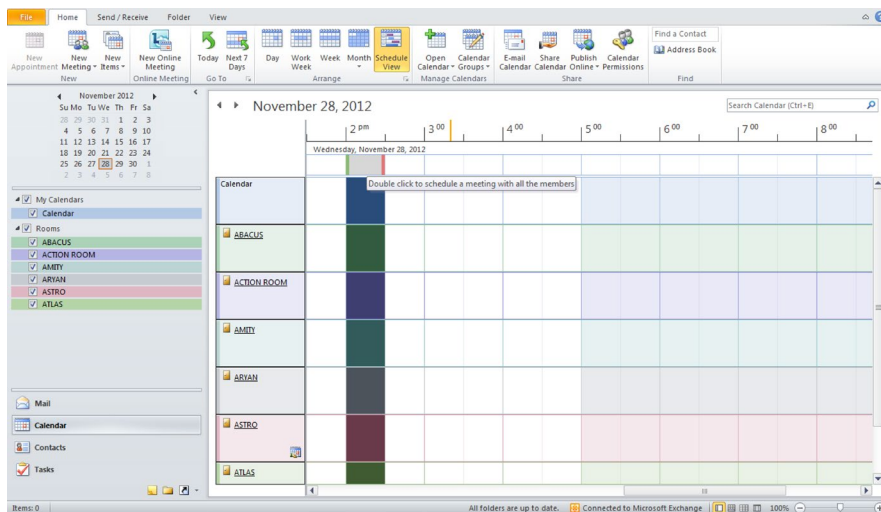 File Home Send / Receive Folder View
New Appointment New Meeting New Items New Online Meeting Today Next 7 Days Day Work Week Week Month Schedule View Open Calendar Calendar Groups E-mail Calendar Share Calendar Publish Online Calendar Permissions Find a Contact
Address Book
New Online Meeting Go To Arrange Manage Calendars Share Find
November 2012
Su Mo Tu We Th Fr Sa
28 29 30 31 1 2 3
4 5 6 7 8 9 10
11 12 13 14 15 16 17
18 19 20 21 22 23 24
25 26 27 28 29 30 1
2 3 4 5 6 7 8
My Calendars
Calendar
Rooms
ABACUS
ACTION ROOM
AMITY
ARYAN
ASTRO
ATLAS
Mail
Calendar
Contacts
Tasks
November 28, 2012
Search Calendar (Ctrl+E)
2 pm 3 00 4 00 5 00 6 00 7 00 8 00
Wednesday, November 28, 2012
Double click to schedule a meeting with all the members
Calendar
ABACUS
ACTION ROOM
AMITY
ARYAN
ASTRO
ATLAS
Items: 0 All folders are up to date. Connected to Microsoft Exchange 100%